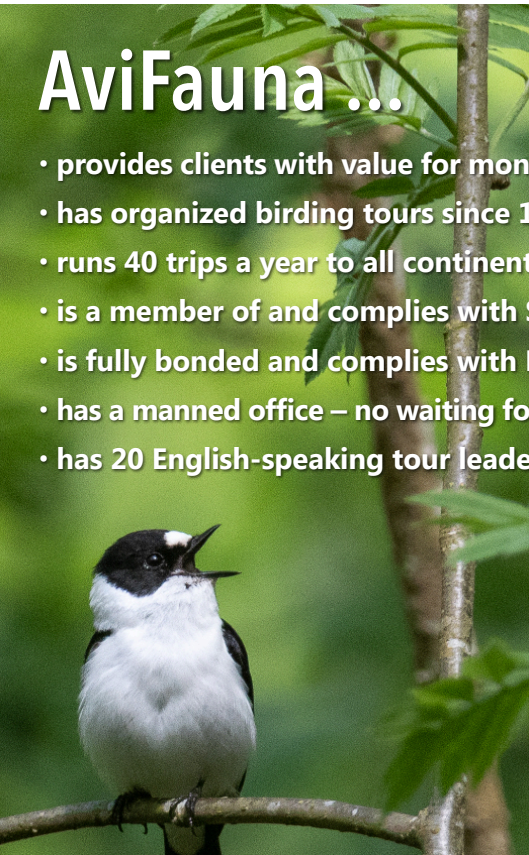 AviFauna ...
• provides clients with value for mon
• has organized birding tours since 1
• runs 40 trips a year to all continent
• is a member of and complies with S
• is fully bonded and complies with
• has a manned office – no waiting fo
• has 20 English-speaking tour leade